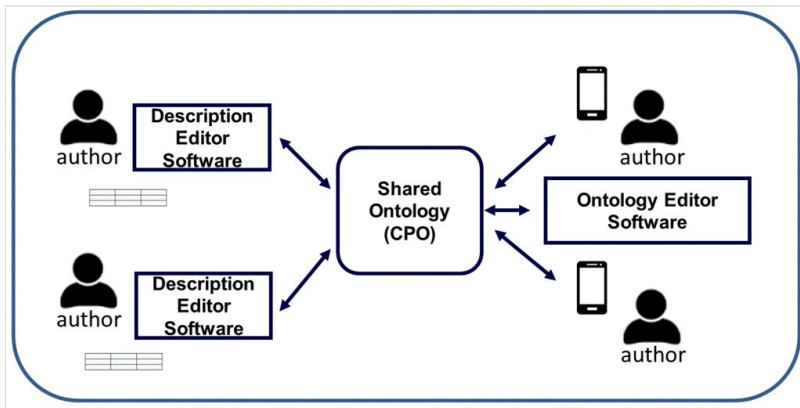 author
Description
Editor
Software
author
Description
Editor
Software
Shared
Ontology
(CPO)
author
Ontology Editor
Software
author